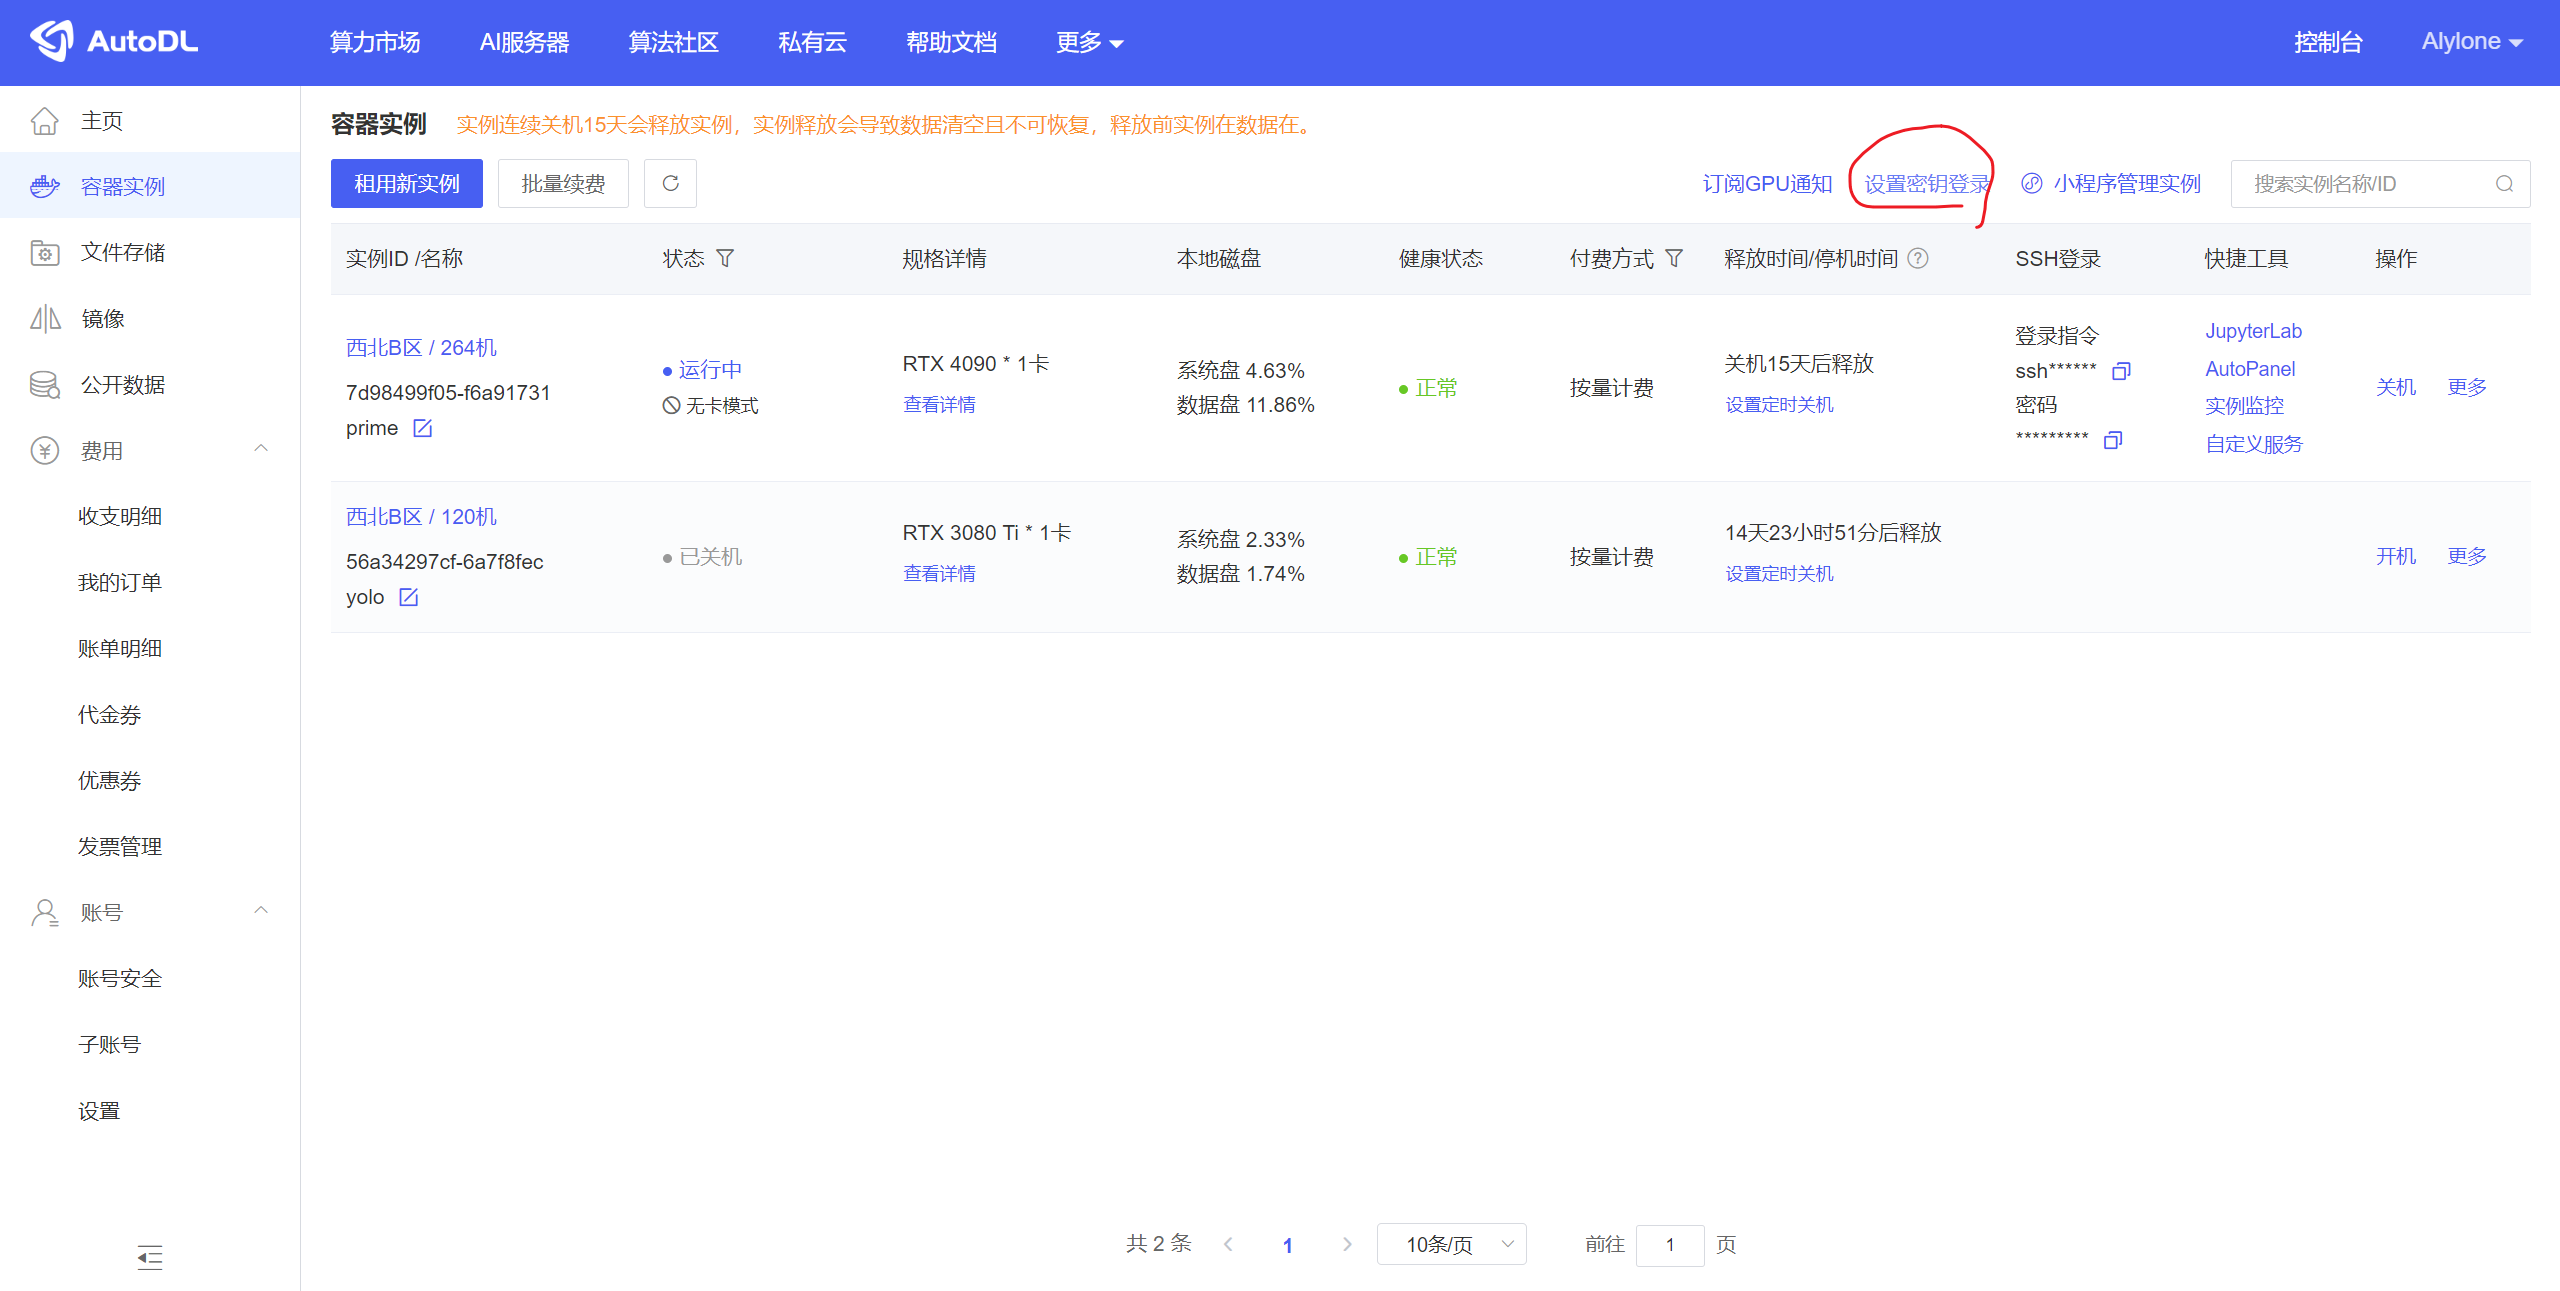 AutoDL
算力市场 AI服务器 算法社区 私有云 帮助文档 更多
控制台 Alylone
主页
容器实例
文件存储
镜像
公开数据
费用
收支明细
我的订单
账单明细
代金券
优惠券
发票管理
账号
账号安全
子账号
设置
容器实例 实例连续关机15天会释放实例，实例释放会导致数据清空且不可恢复，释放前实例在数据在。
租用新实例 批量续费
订阅GPU通知 设置密钥登录 小程序管理实例 搜索实例名称/ID
实例ID /名称 状态 规格详情 本地磁盘 健康状态 付费方式 释放时间/停机时间 SSH登录 快捷工具 操作
西北B区 / 264机
7d98499f05-f6a91731
prime
运行中
无卡模式
RTX 4090 * 1卡
查看详情
系统盘 4.63%
数据盘 11.86%
正常
按量计费
关机15天后释放
设置定时关机
登录指令
ssh******
密码
*********
JupyterLab
AutoPanel
实例监控
自定义服务
关机 更多
西北B区 / 120机
56a34297cf-6a7f8fec
yolo
已关机
RTX 3080 Ti * 1卡
查看详情
系统盘 2.33%
数据盘 1.74%
正常
按量计费
14天23小时51分后释放
设置定时关机
开机 更多
共 2 条 1 10条/页 前往 1 页